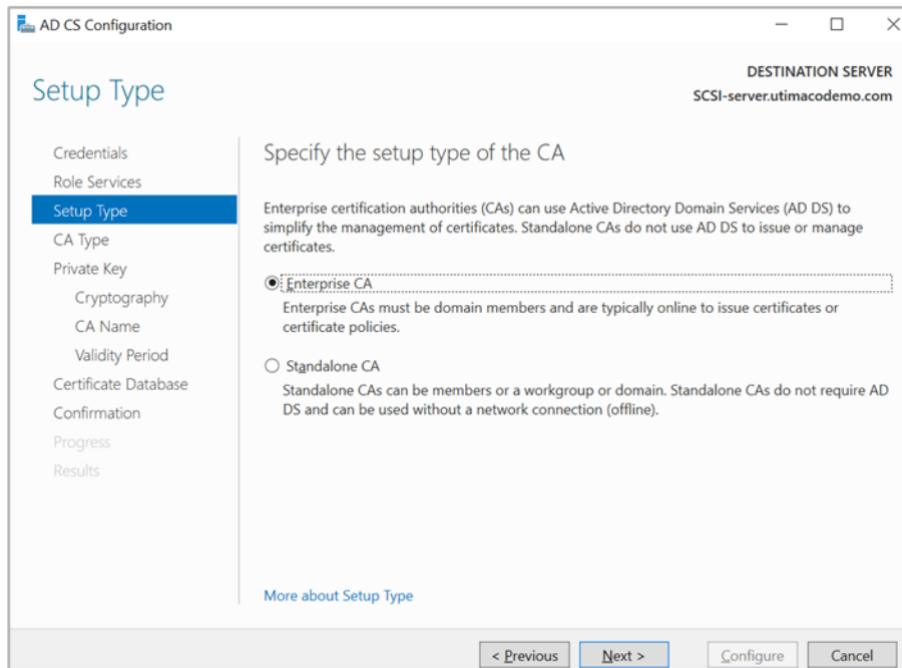 AD CS Configuration
DESTINATION SERVER
SCSI-server.utimacodemo.com
Setup Type
Credentials
Role Services
Setup Type
CA Type
Private Key
Cryptography
CA Name
Validity Period
Certificate Database
Confirmation
Progress
Results
Specify the setup type of the CA
Enterprise certification authorities (CAs) can use Active Directory Domain Services (AD DS) to
simplify the management of certificates. Standalone CAs do not use AD DS to issue or manage
certificates.
Enterprise CA
Enterprise CAs must be domain members and are typically online to issue certificates or
certificate policies.
Standalone CA
Standalone CAs can be members or a workgroup or domain. Standalone CAs do not require AD
DS and can be used without a network connection (offline).
More about Setup Type
< Previous
Next >
Configure
Cancel